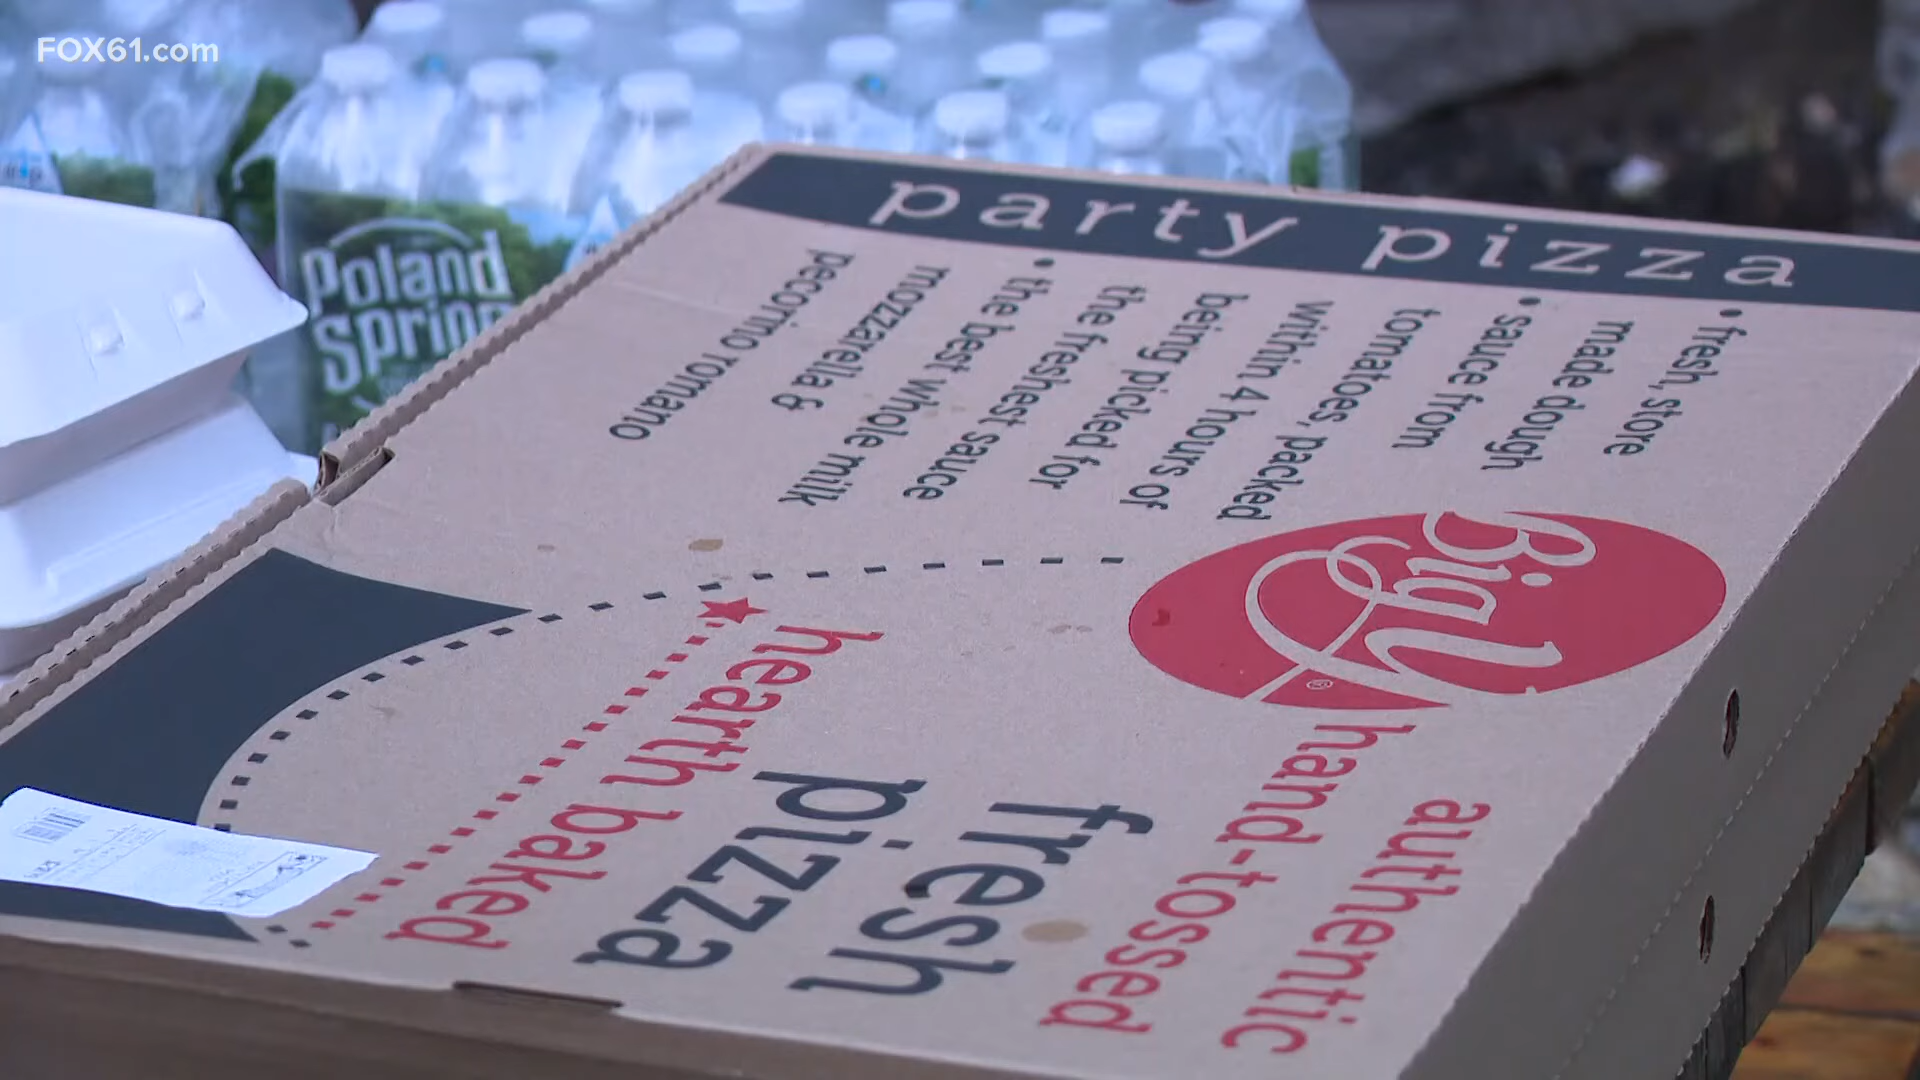 FOX61.com
Poland
Spring
party pizza
• fresh, store
made dough
• sauce from
tomatoes, packed
within 4 hours of
being picked for
the freshest sauce
• the best whole milk
mozzarella &
pecorino romano
Big Y
®
authentic
hand-tossed
fresh
pizza
hearth baked